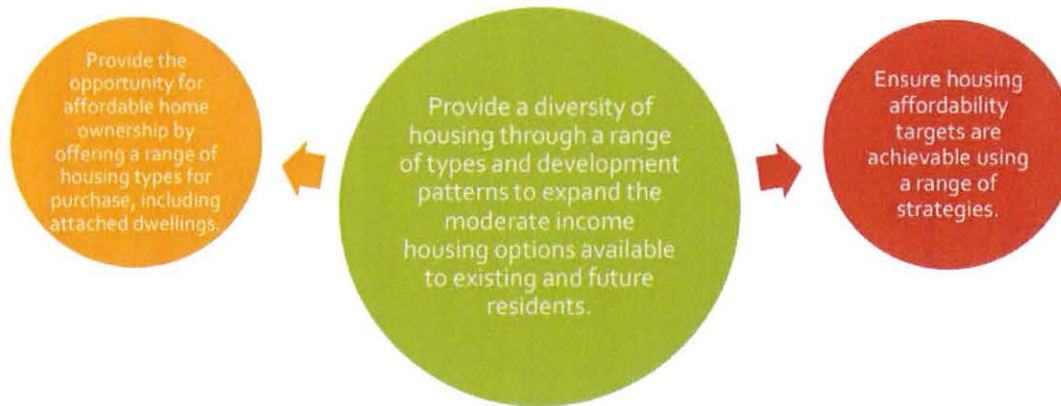 Provide the
opportunity for
affordable home
ownership by
offering a range of
housing types for
purchase, including
attached dwellings.
Provide a diversity of
housing through a range
of types and development
patterns to expand the
moderate income
housing options available
to existing and future
residents.
Ensure housing
affordability
targets are
achievable using
a range of
strategies.